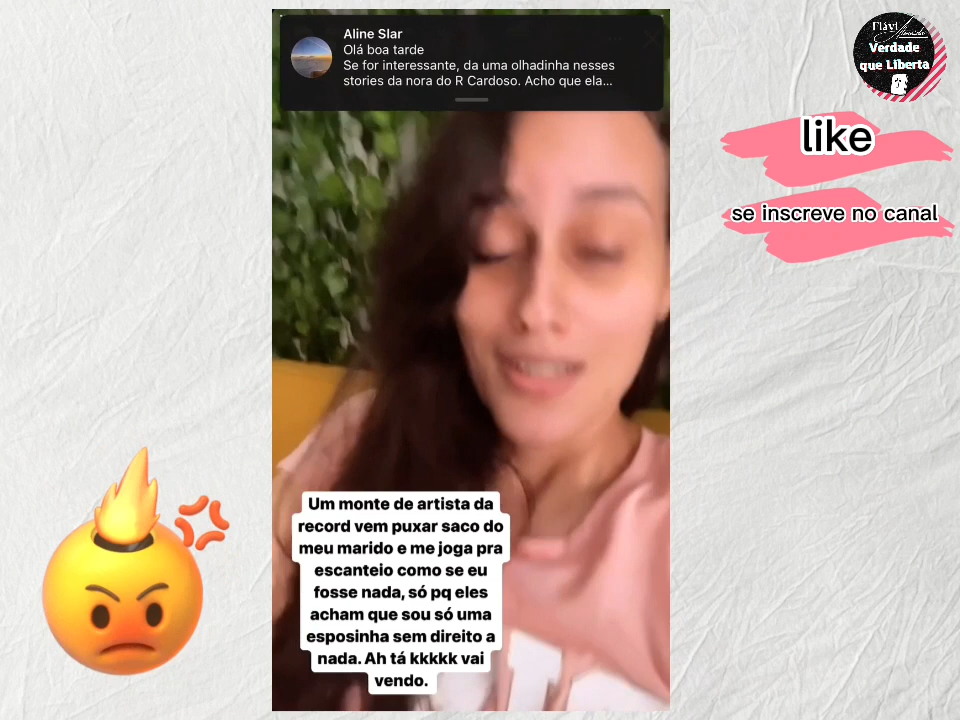 Aline Slar
Olá boa tarde
Se for interessante, da uma olhadinha nesses
stories da nora do R Cardoso. Acho que ela...
Verdade
que Liberta
like
se inscreve no canal
Um monte de artista da
record vem puxar saco do
meu marido e me joga pra
escanteio como se eu
fosse nada, só pq eles
acham que sou só uma
esposinha sem direito a
nada. Ah tá kkkkk vai
vendo.